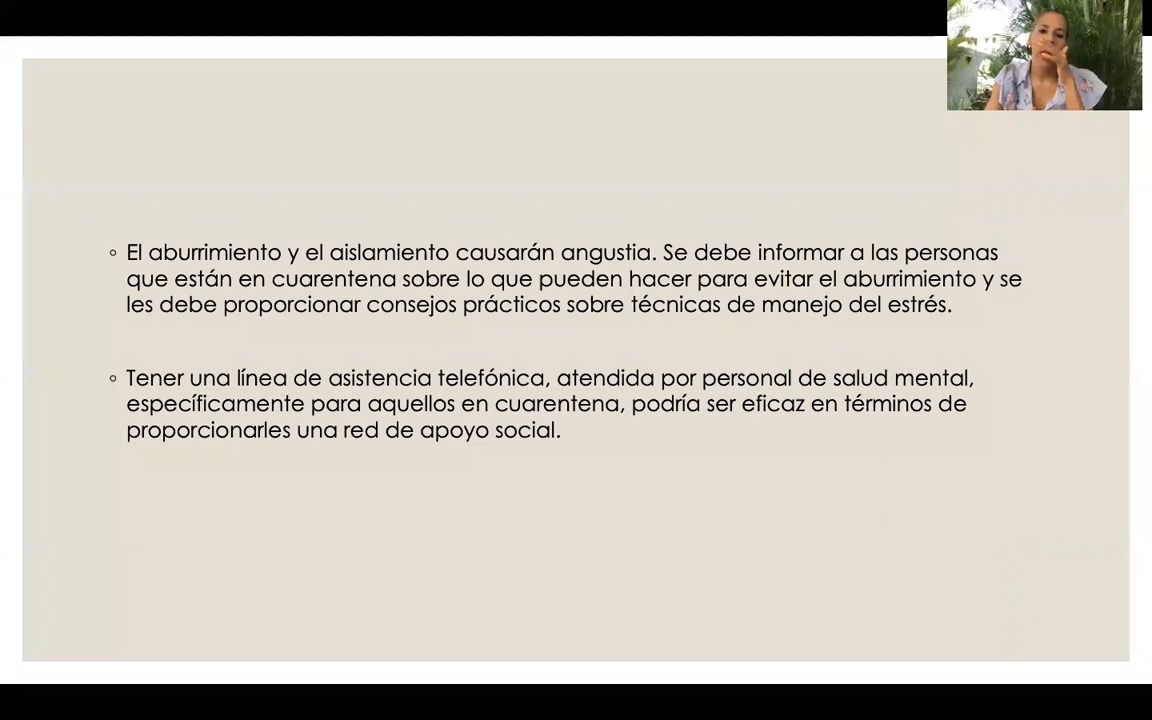 ◦ El aburrimiento y el aislamiento causarán angustia. Se debe informar a las personas
que están en cuarentena sobre lo que pueden hacer para evitar el aburrimiento y se
les debe proporcionar consejos prácticos sobre técnicas de manejo del estrés.
◦ Tener una línea de asistencia telefónica, atendida por personal de salud mental,
específicamente para aquellos en cuarentena, podría ser eficaz en términos de
proporcionarles una red de apoyo social.